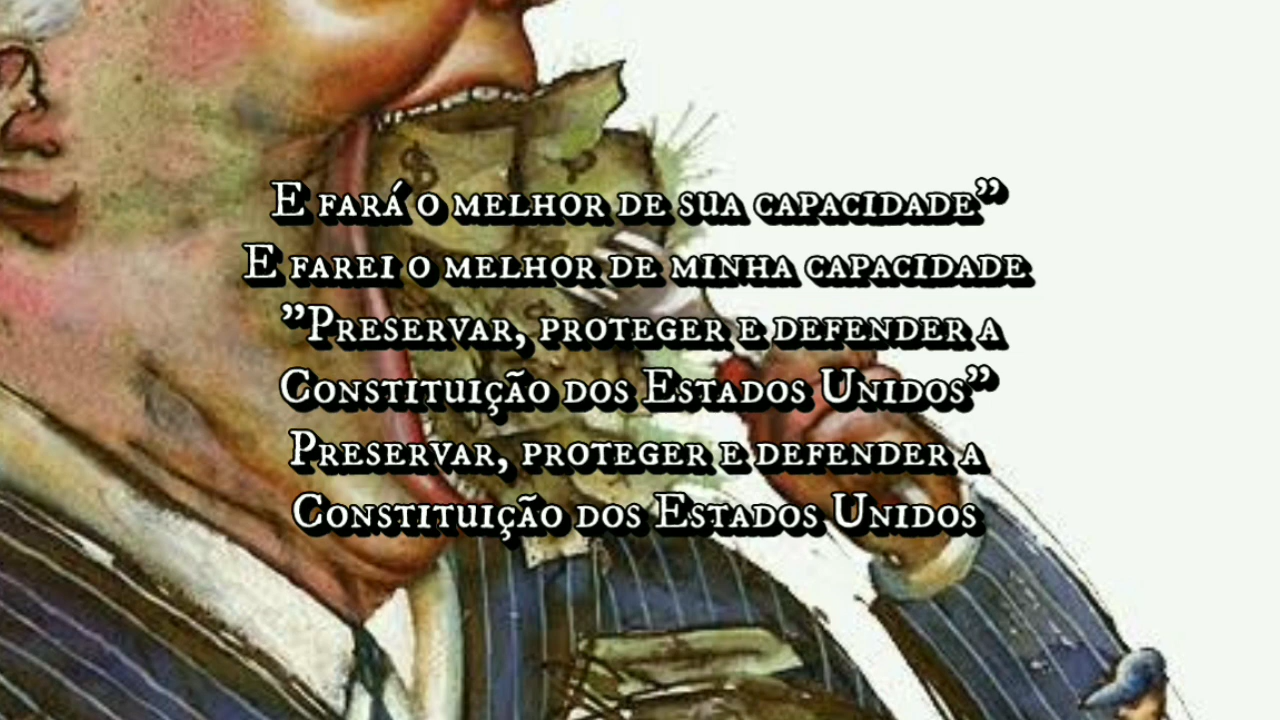 E fará o melhor de sua capacidade”
E farei o melhor de minha capacidade
”Preservar, proteger e defender a
Constituição dos Estados Unidos”
Preservar, proteger e defender a
Constituição dos Estados Unidos